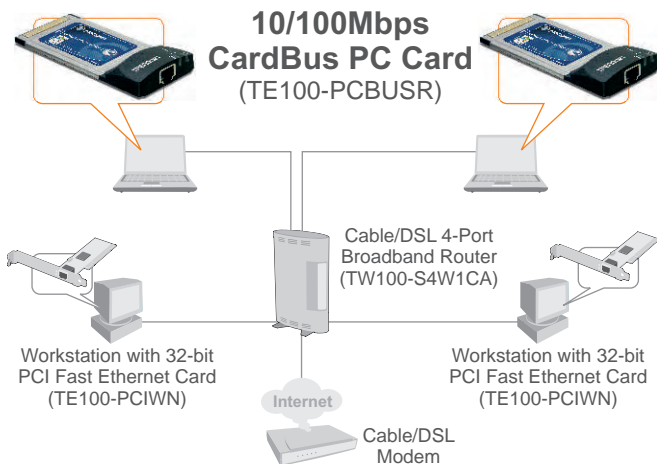 10/100Mbps
CardBus PC Card
(TE100-PCBUSR)
Cable/DSL 4-Port
Broadband Router
(TW100-S4W1CA)
Workstation with 32-bit
PCI Fast Ethernet Card
(TE100-PCIWN)
Workstation with 32-bit
PCI Fast Ethernet Card
(TE100-PCIWN)
Internet
Cable/DSL
Modem